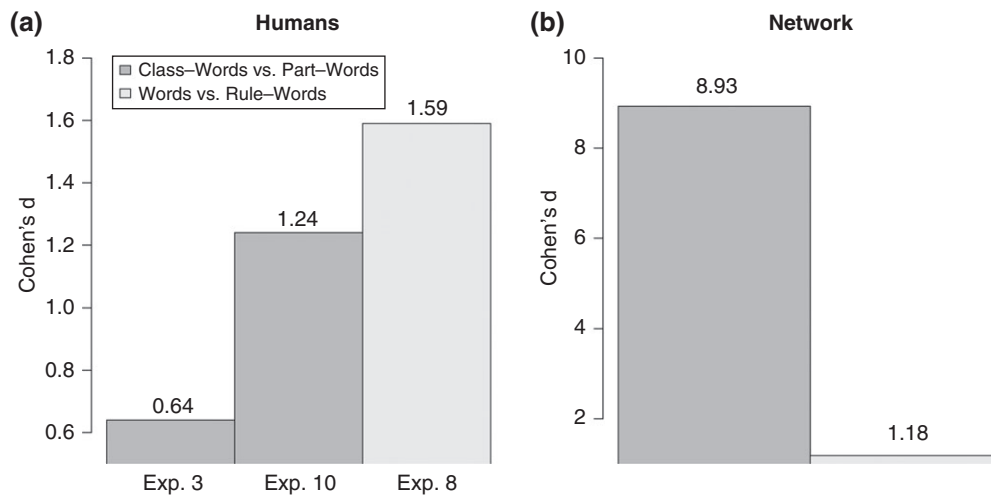 (a)
Humans
1.8
1.6
1.4
1.2
1.0
0.8
0.6
Cohen's d
Class–Words vs. Part–Words
Words vs. Rule–Words
0.64
1.24
1.59
Exp. 3
Exp. 10
Exp. 8
(b)
Network
10
8
6
4
2
Cohen's d
8.93
1.18